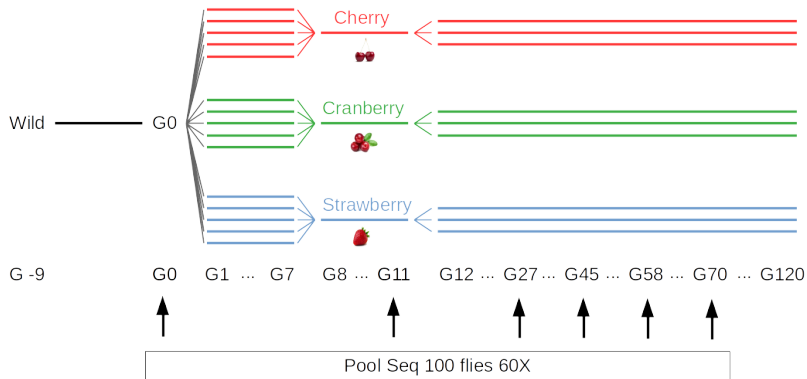 Cherry
Cranberry
Wild G0
Strawberry
G -9 G0 G1 ... G7 G8 ... G11 G12 ... G27 ... G45 ... G58 ... G70 ... G120
Pool Seq 100 flies 60X